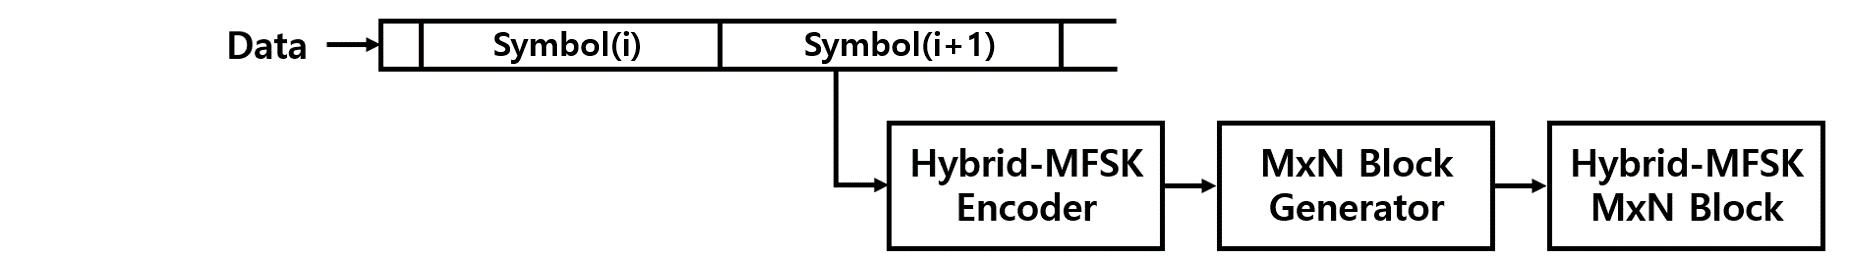 Data
Symbol(i)
Symbol(i+1)
Hybrid-MFSK
Encoder
MxN Block
Generator
Hybrid-MFSK
MxN Block